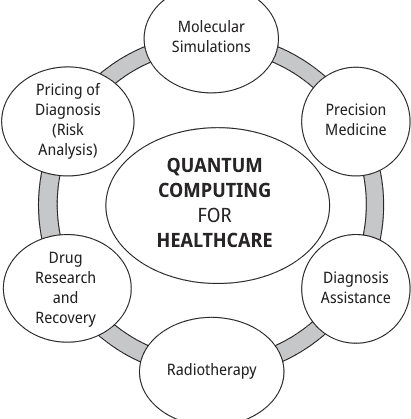 Molecular
Simulations
Pricing of
Diagnosis
(Risk
Analysis)
Precision
Medicine
QUANTUM
COMPUTING
FOR
HEALTHCARE
Drug
Research
and
Recovery
Diagnosis
Assistance
Radiotherapy